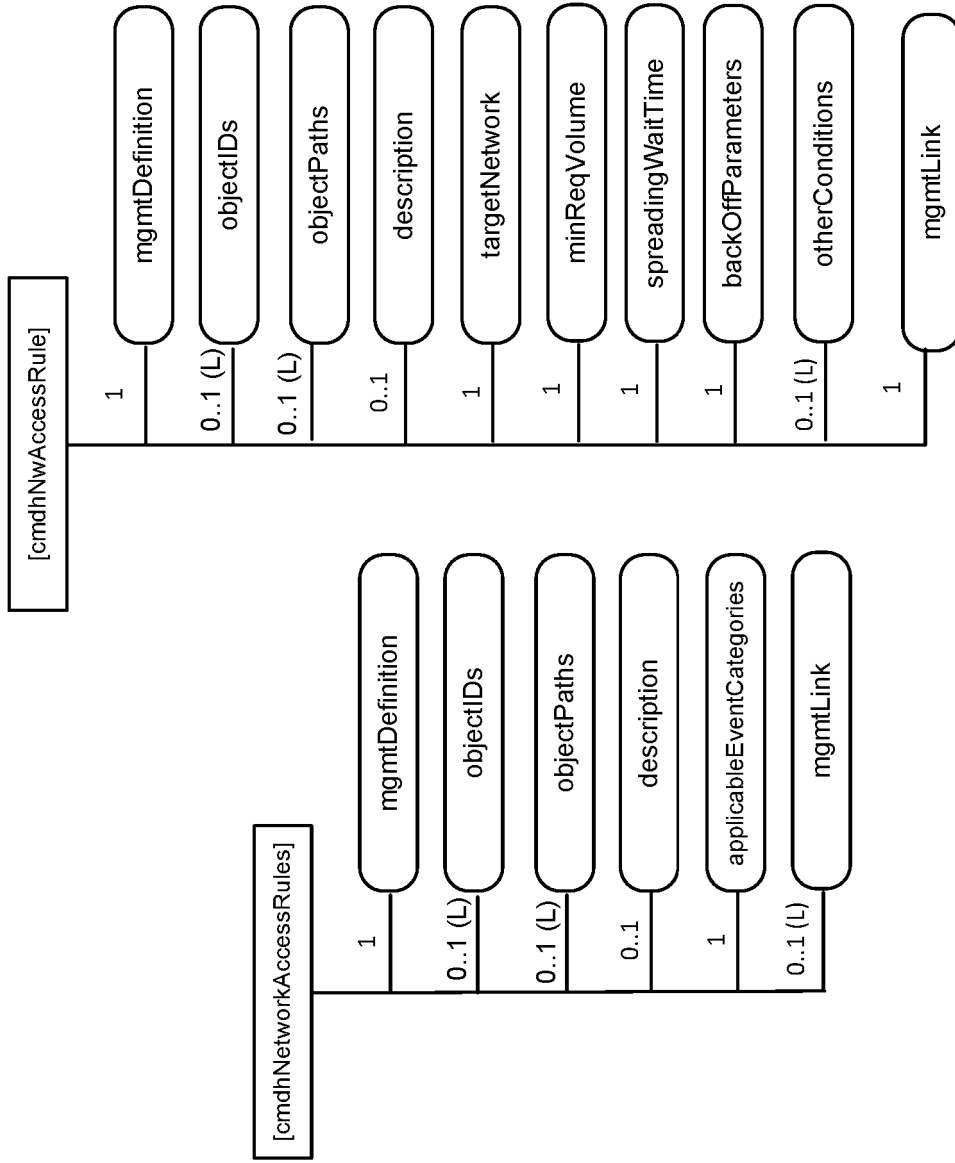 [cmdhNetworkAccessRules]
1
mgmtDefinition
0..1 (L)
objectIDs
0..1 (L)
objectPaths
0..1
description
1
applicableEventCategories
0..1 (L)
mgmtLink
[cmdhNwAccessRule]
1
mgmtDefinition
0..1 (L)
objectIDs
0..1 (L)
objectPaths
0..1
description
1
targetNetwork
1
minReqVolume
1
spreadingWaitTime
1
backOffParameters
0..1 (L)
otherConditions
1
mgmtLink